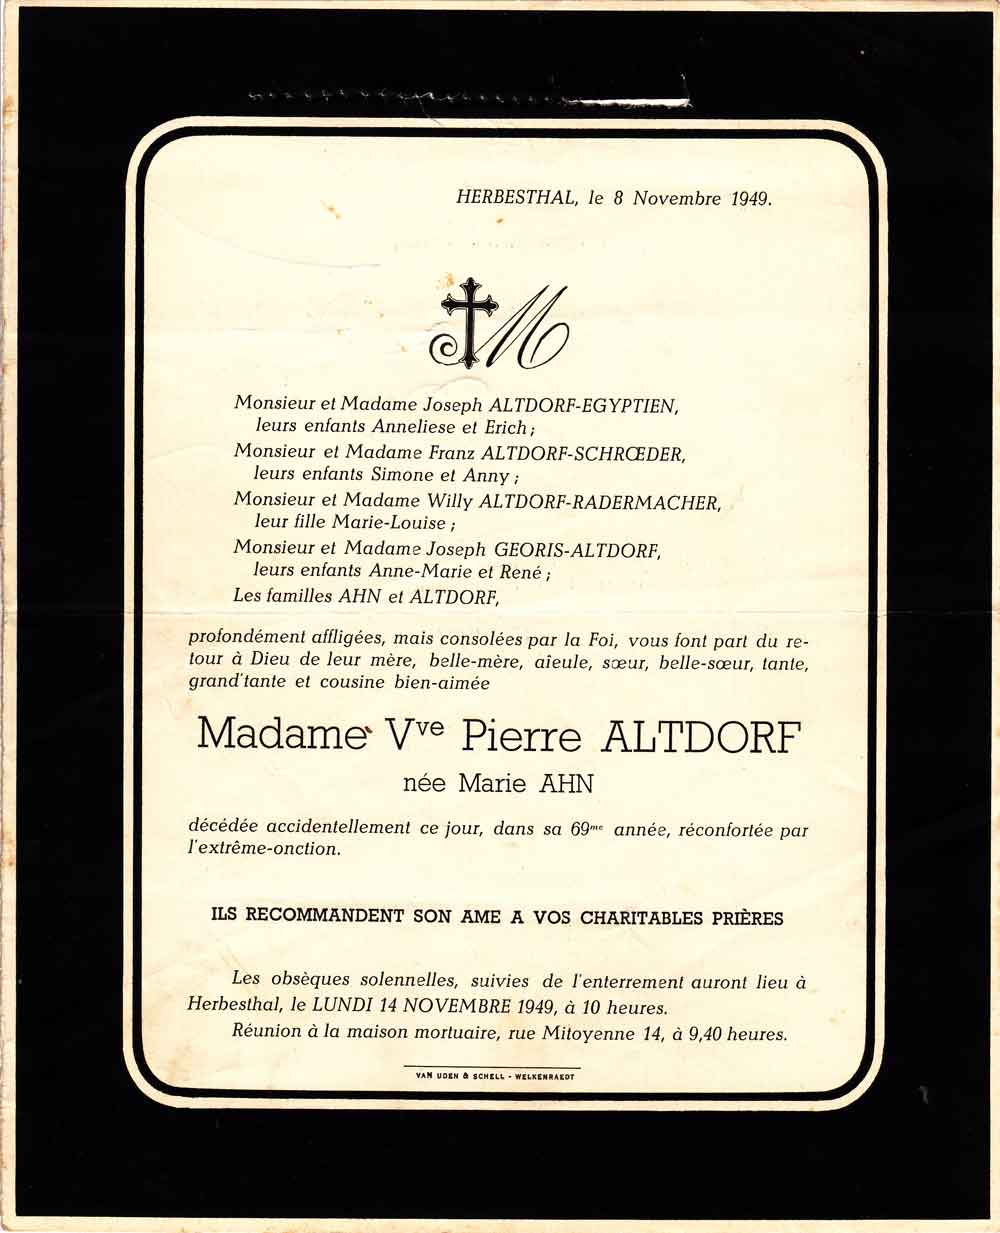 HERBESTHAL, le 8 Novembre 1949.
M
Monsieur et Madame Joseph ALTDORF-EGYPTIEN,
leurs enfants Anneliese et Erich ;
Monsieur et Madame Franz ALTDORF-SCHRŒDER,
leurs enfants Simone et Anny ;
Monsieur et Madame Willy ALTDORF-RADERMACHER,
leur fille Marie-Louise ;
Monsieur et Madame Joseph GEORIS-ALTDORF,
leurs enfants Anne-Marie et René ;
Les familles AHN et ALTDORF,
profondément affligées, mais consolées par la Foi, vous font part du re-
tour à Dieu de leur mère, belle-mère, aïeule, sœur, belle-sœur, tante,
grand'tante et cousine bien-aimée
Madame Vve Pierre ALTDORF
née Marie AHN
décédée accidentellement ce jour, dans sa 69me année, réconfortée par
l'extrême-onction.
ILS RECOMMANDENT SON AME A VOS CHARITABLES PRIÈRES
Les obsèques solennelles, suivies de l'enterrement auront lieu à
Herbesthal, le LUNDI 14 NOVEMBRE 1949, à 10 heures.
Réunion à la maison mortuaire, rue Mitoyenne 14, à 9,40 heures.
VAN UDEN & SCHELL - WELKENRAEDT